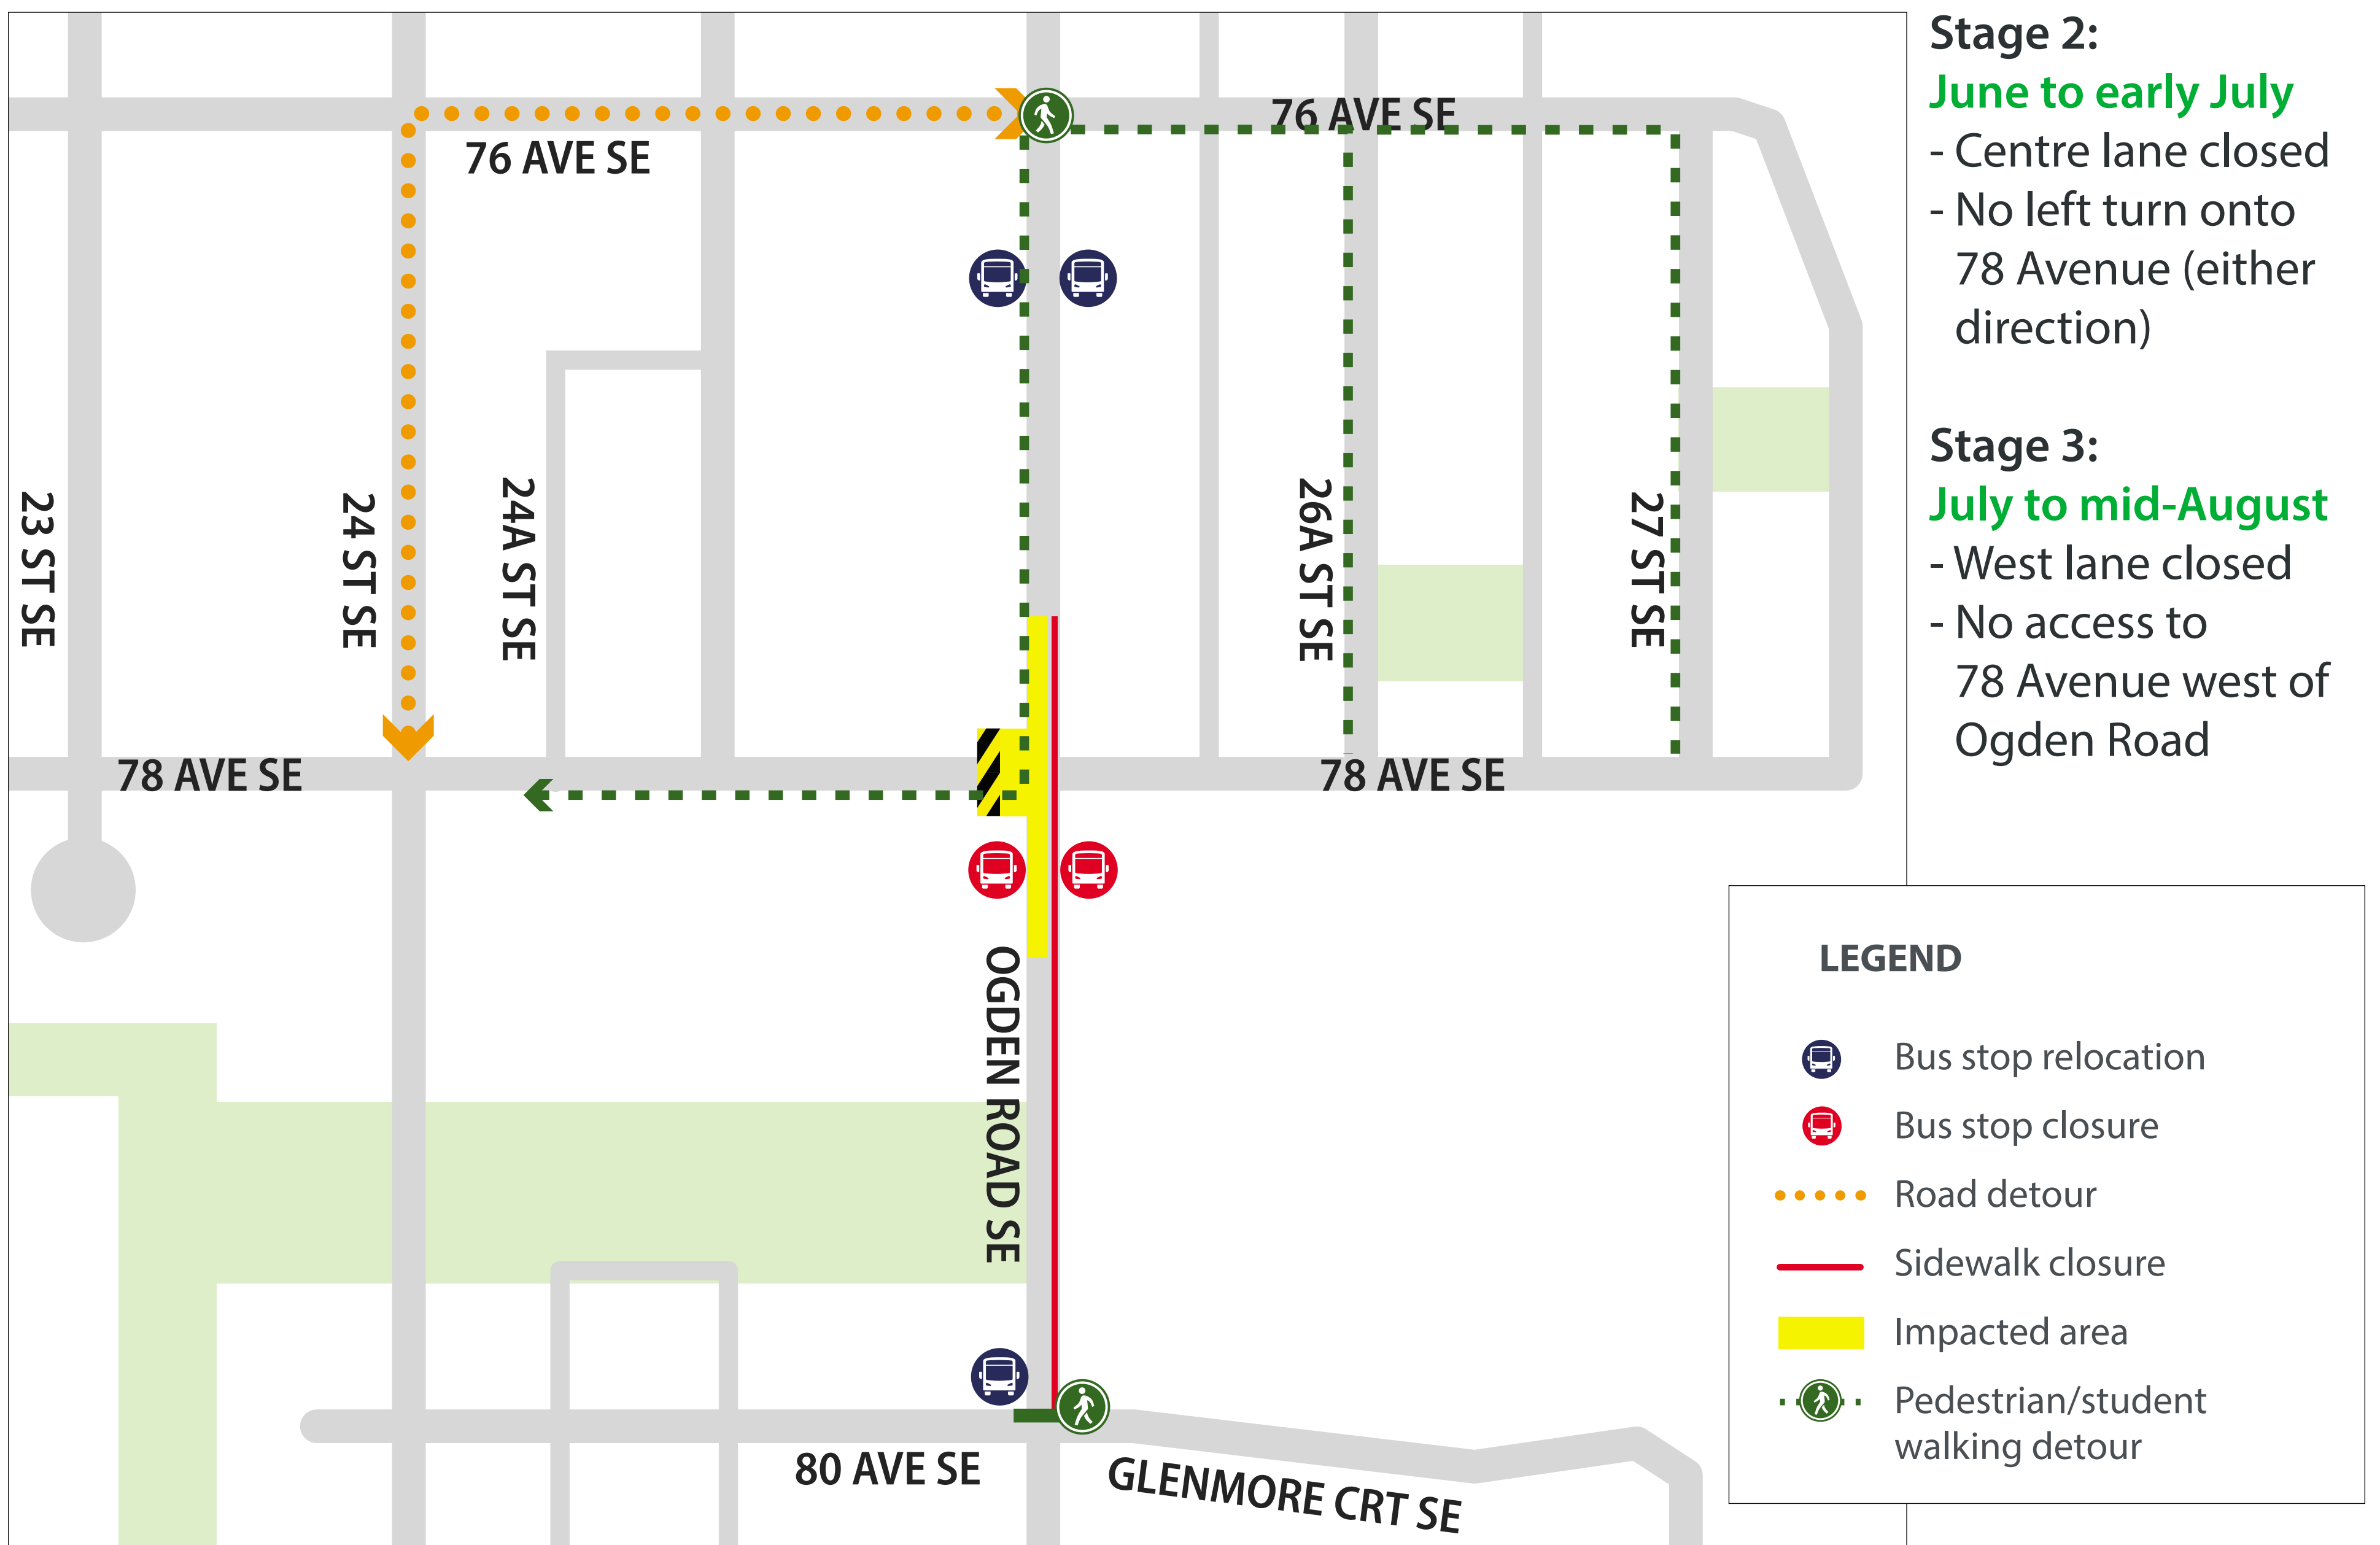 76 AVE SE
76 AVE SE
23 ST SE
24 ST SE
24A ST SE
26A ST SE
27 ST SE
78 AVE SE
78 AVE SE
OGDEN ROAD SE
80 AVE SE
GLENMORE CRT SE
Stage 2:
June to early July
- Centre lane closed
- No left turn onto
78 Avenue (either
direction)
Stage 3:
July to mid-August
- West lane closed
- No access to
78 Avenue west of
Ogden Road
LEGEND
Bus stop relocation
Bus stop closure
Road detour
Sidewalk closure
Impacted area
Pedestrian/student
walking detour